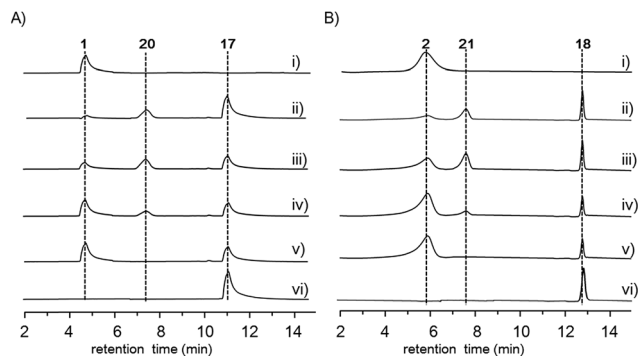 A)
1 20 17
i)
ii)
iii)
iv)
v)
vi)
2 4 6 8 10 12 14
retention time (min)
B)
2 21 18
i)
ii)
iii)
iv)
v)
vi)
2 4 6 8 10 12 14
retention time (min)